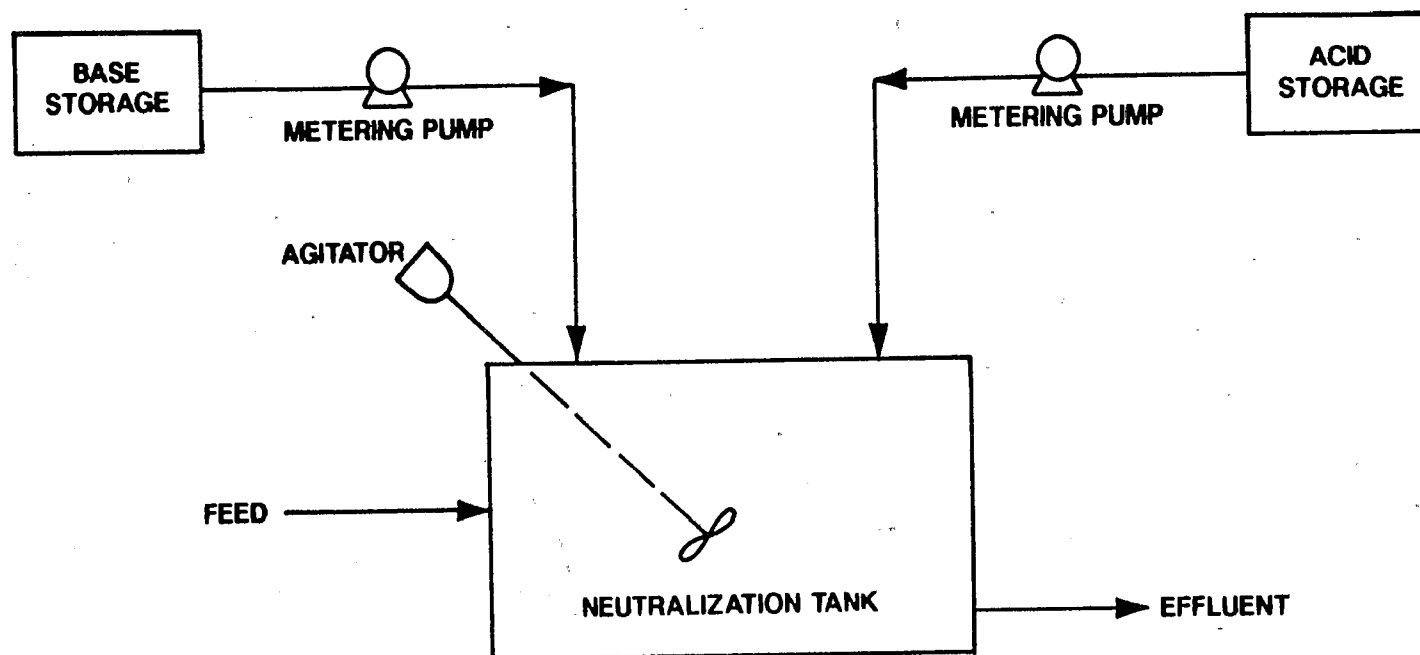 BASE
STORAGE
METERING PUMP
ACID
STORAGE
METERING PUMP
AGITATOR
FEED
NEUTRALIZATION TANK
EFFLUENT